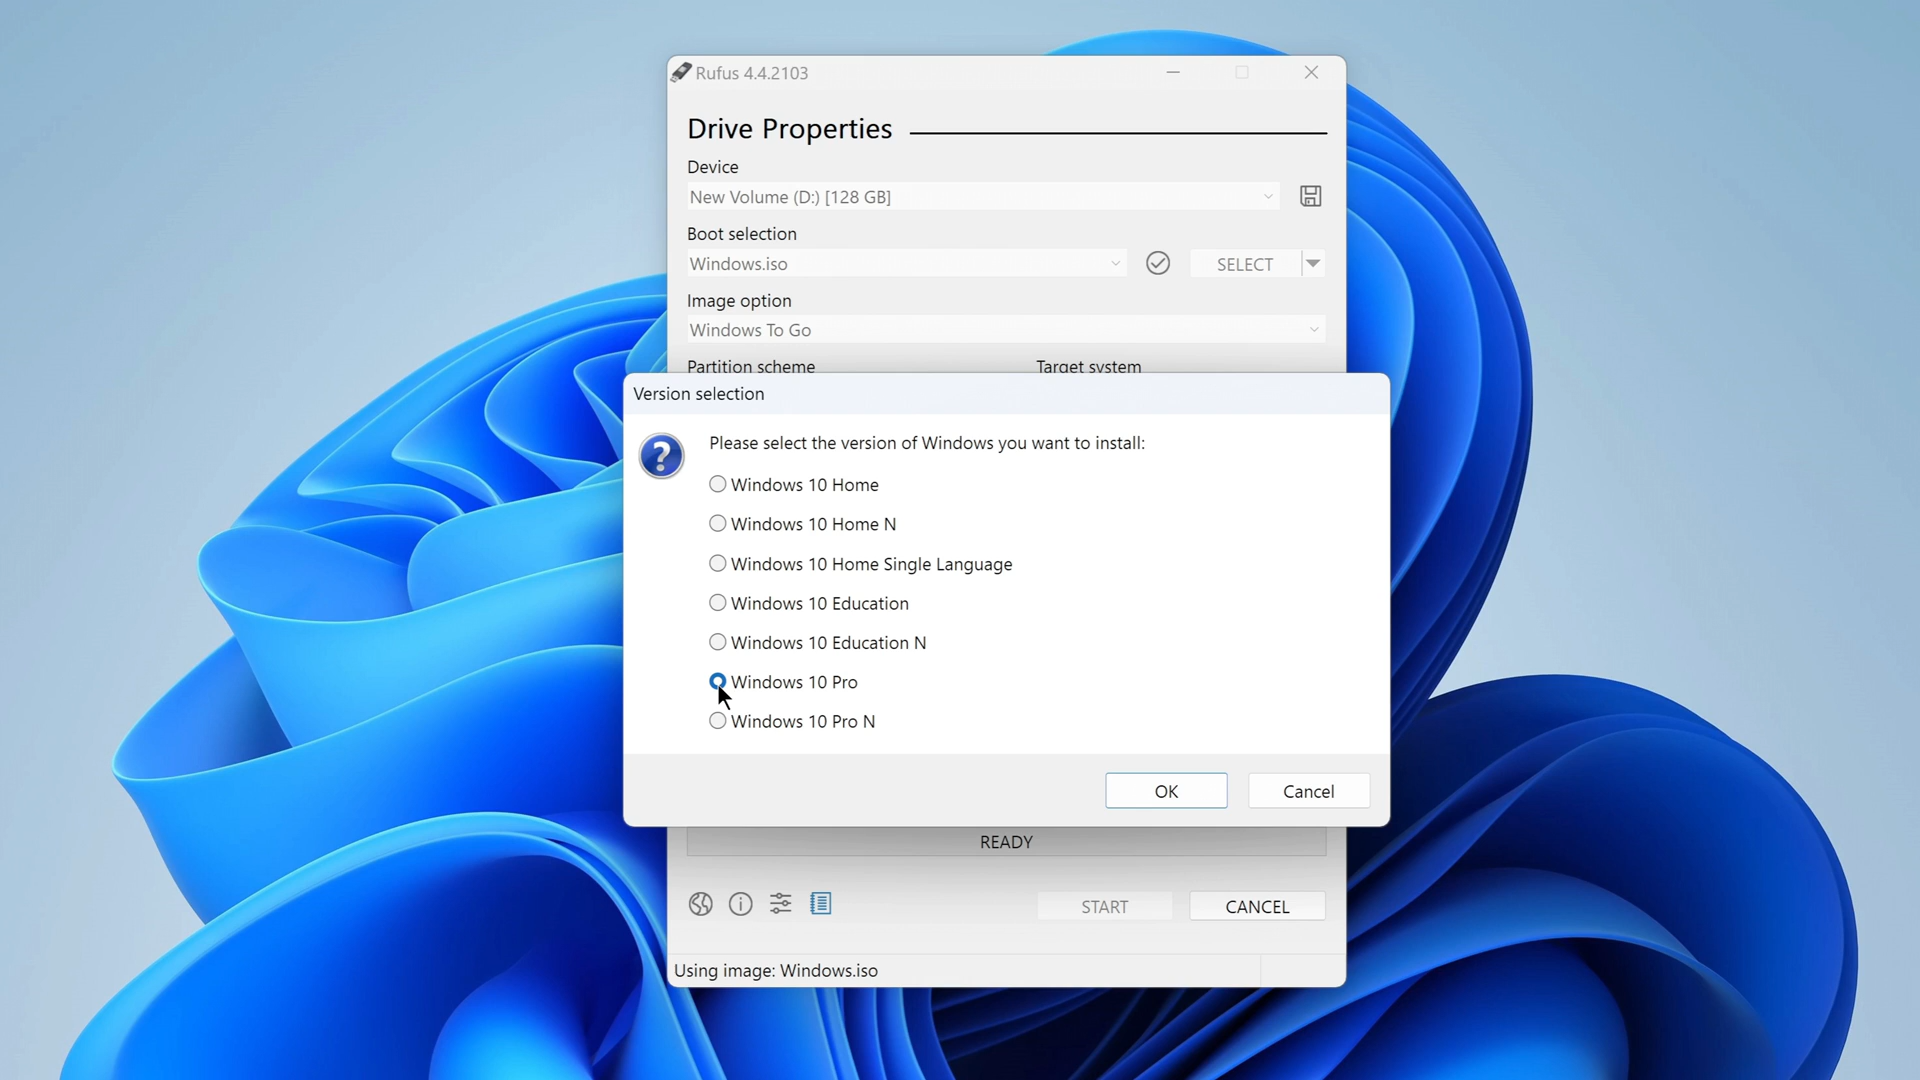 Rufus 4.4.2103
Drive Properties
Device
New Volume (D:) [128 GB]
Boot selection
Windows.iso
SELECT
Image option
Windows To Go
Partition scheme
Target system
Version selection
Please select the version of Windows you want to install:
Windows 10 Home
Windows 10 Home N
Windows 10 Home Single Language
Windows 10 Education
Windows 10 Education N
Windows 10 Pro
Windows 10 Pro N
OK
Cancel
READY
START
CANCEL
Using image: Windows.iso